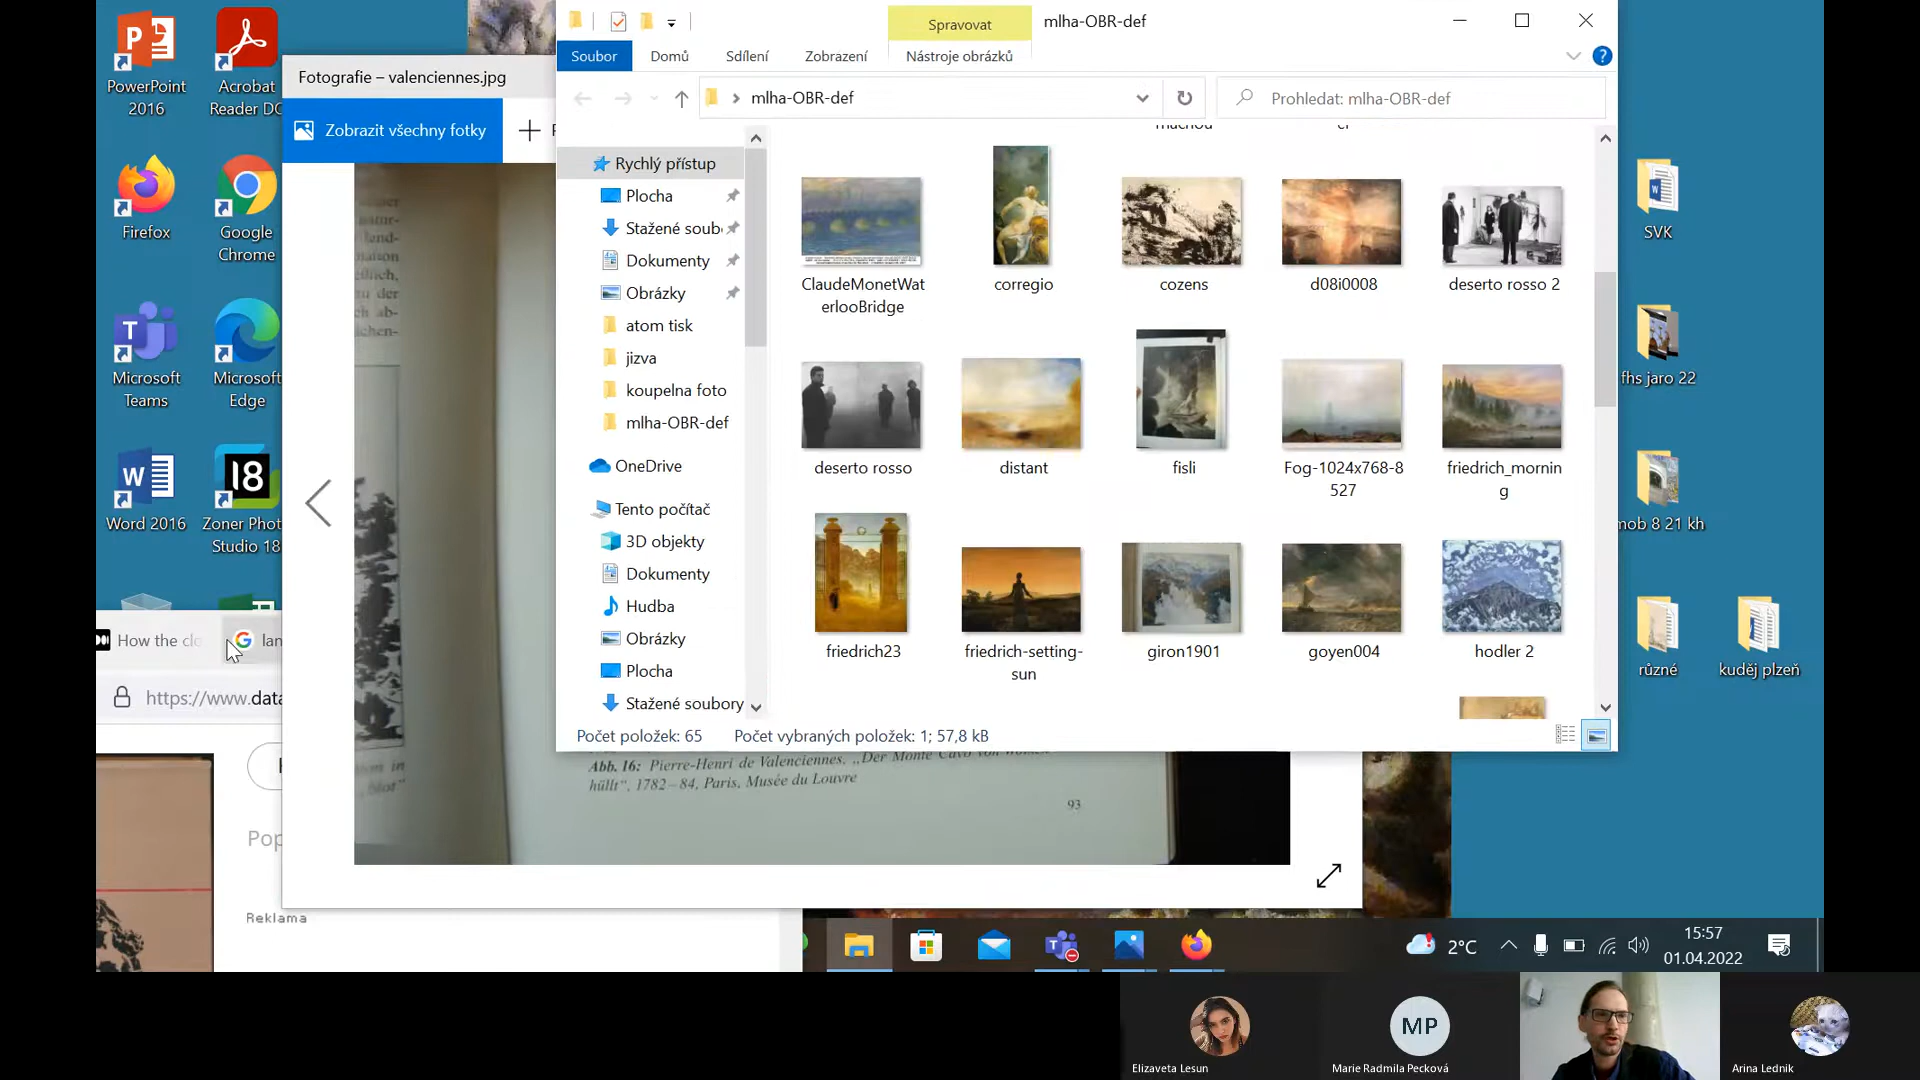 PowerPoint
2016
Acrobat
Reader DC
Firefox
Google
Chrome
Microsoft
Teams
Microsoft
Edge
Word 2016
18
Zoner Phot
Studio 18
Fotografie – valenciennes.jpg
Zobrazit všechny fotky
Spravovat
mlha-OBR-def
Soubor
Domů
Sdílení
Zobrazení
Nástroje obrázků
mlha-OBR-def
Prohledat: mlha-OBR-def
Rychlý přístup
Plocha
Stažené soub
Dokumenty
Obrázky
atom tisk
jizva
koupelna foto
mlha-OBR-def
OneDrive
Tento počítač
3D objekty
Dokumenty
Hudba
Obrázky
Plocha
Stažené soubory
ClaudeMonetWat
erlooBridge
corregio
cozens
d08i0008
deserto rosso 2
deserto rosso
distant
fisli
Fog-1024x768-8
527
friedrich_mornin
g
friedrich23
friedrich-setting-
sun
giron1901
goyen004
hodler 2
Počet položek: 65
Počet vybraných položek: 1; 57,8 kB
SVK
fhs jaro 22
mob 8 21 kh
různé
kuděj plzeň
How the clo
lan
https://www.data
Pop
Reklama
Abb. 16: Pierre-Henri de Valenciennes, „Der Monte Cavo von
hüllt“, 1782–84, Paris, Musée du Louvre
93
2°C
15:57
01.04.2022
MP
Elizaveta Lesun
Marie Radmila Pecková
Arina Lednik